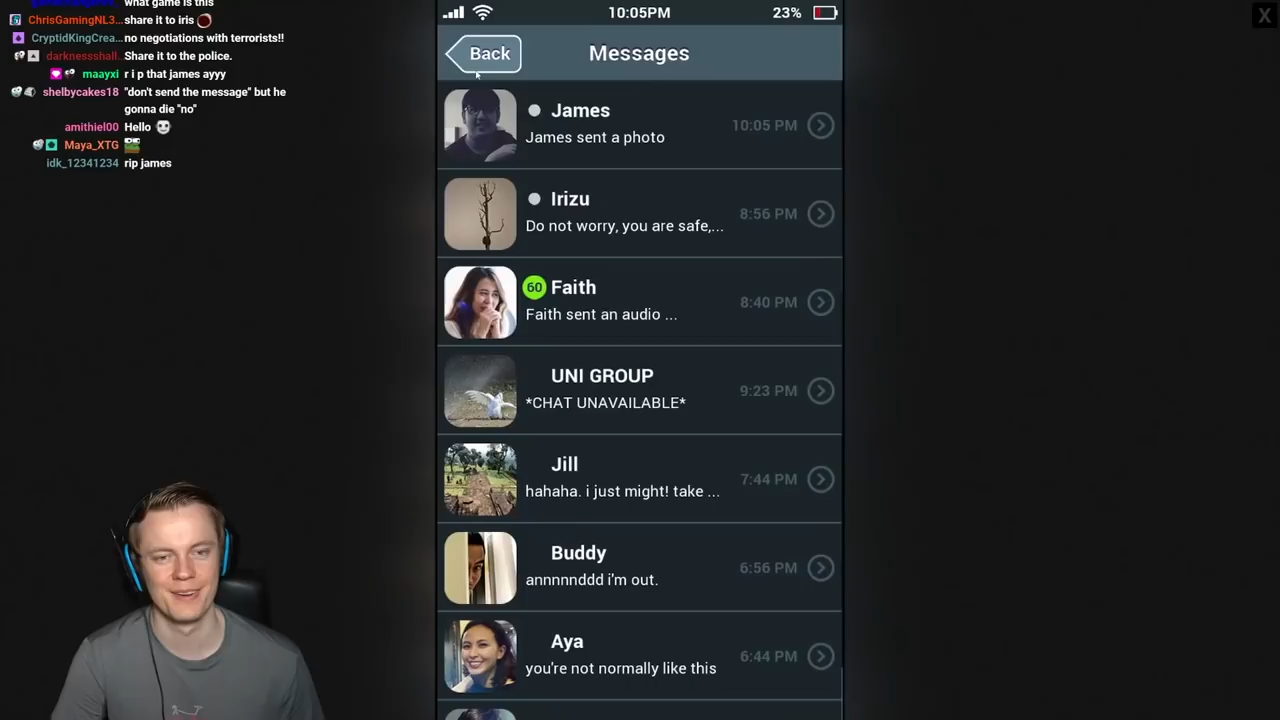 what game is this
ChrisGamingNL3... share it to iris
CryptidKingCrea... no negotiations with terrorists!!
darknessshall... Share it to the police.
maayxi r i p that james ayyy
shelbycakes18 "don't send the message" but he
gonna die "no"
amithiel00 Hello
Maya_XTG
idk_12341234 rip james
10:05PM
23%
Back
Messages
James
James sent a photo
10:05 PM
Irizu
Do not worry, you are safe,...
8:56 PM
60 Faith
Faith sent an audio ...
8:40 PM
UNI GROUP
*CHAT UNAVAILABLE*
9:23 PM
Jill
hahaha. i just might! take ...
7:44 PM
Buddy
annnnnddd i'm out.
6:56 PM
Aya
you're not normally like this
6:44 PM
X